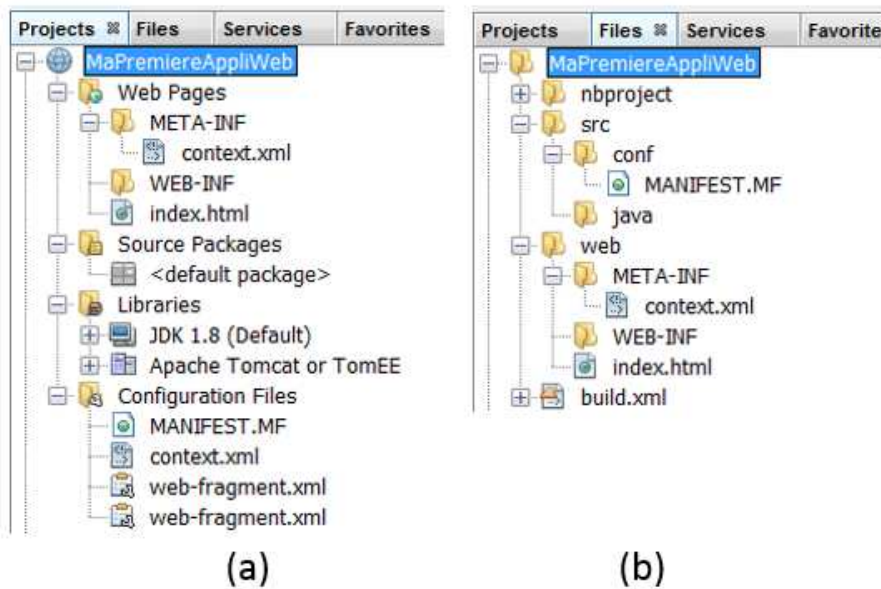 Projects Files Services Favorites
MaPremiereAppliWeb
Web Pages
META-INF
context.xml
WEB-INF
index.html
Source Packages
<default package>
Libraries
JDK 1.8 (Default)
Apache Tomcat or TomEE
Configuration Files
MANIFEST.MF
context.xml
web-fragment.xml
web-fragment.xml
(a)
Projects Files Services Favorite
MaPremiereAppliWeb
nbproject
src
conf
MANIFEST.MF
java
web
META-INF
context.xml
WEB-INF
index.html
build.xml
(b)